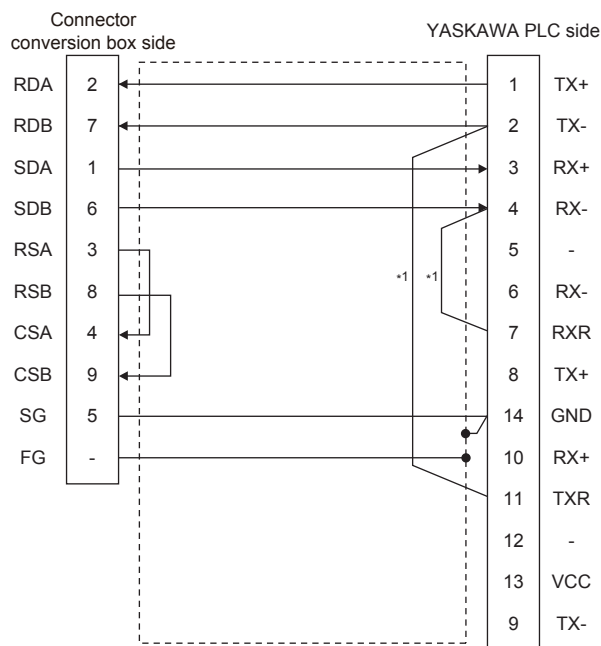 Connector
conversion box side
YASKAWA PLC side
RDA 2 1 TX+
RDB 7 2 TX-
SDA 1 3 RX+
SDB 6 4 RX-
RSA 3 5 -
RSB 8 *1 *1 6 RX-
CSA 4 7 RXR
CSB 9 8 TX+
SG 5 14 GND
FG - 10 RX+
11 TXR
12 -
13 VCC
9 TX-